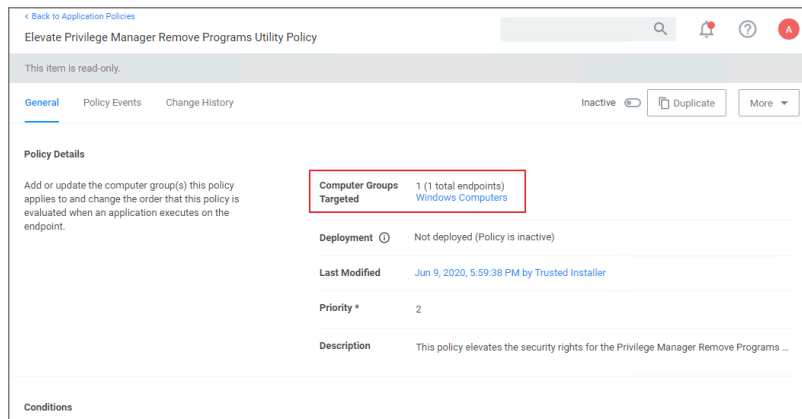 < Back to Application Policies
Elevate Privilege Manager Remove Programs Utility Policy
A
This item is read-only.
General Policy Events Change History Inactive Duplicate More
Policy Details
Add or update the computer group(s) this policy
applies to and change the order that this policy is
evaluated when an application executes on the
endpoint.
Computer Groups Targeted
1 (1 total endpoints)
Windows Computers
Deployment Not deployed (Policy is inactive)
Last Modified Jun 9, 2020, 5:59:38 PM by Trusted Installer
Priority * 2
Description This policy elevates the security rights for the Privilege Manager Remove Programs ...
Conditions